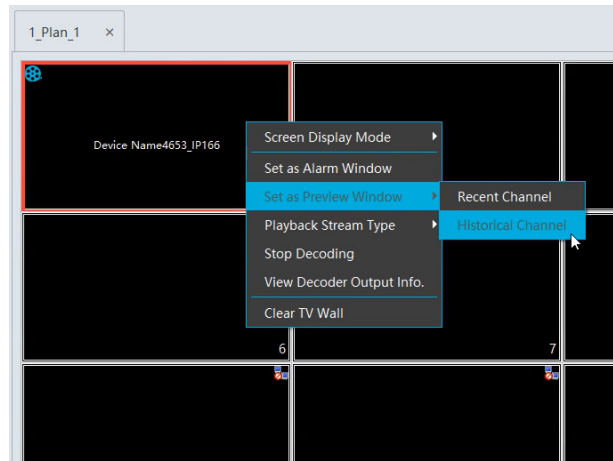 1_Plan_1 ×
Device Name4653_IP166
Screen Display Mode
Set as Alarm Window
Set as Preview Window
Recent Channel
Playback Stream Type
Historical Channel
Stop Decoding
View Decoder Output Info.
Clear TV Wall
6
7